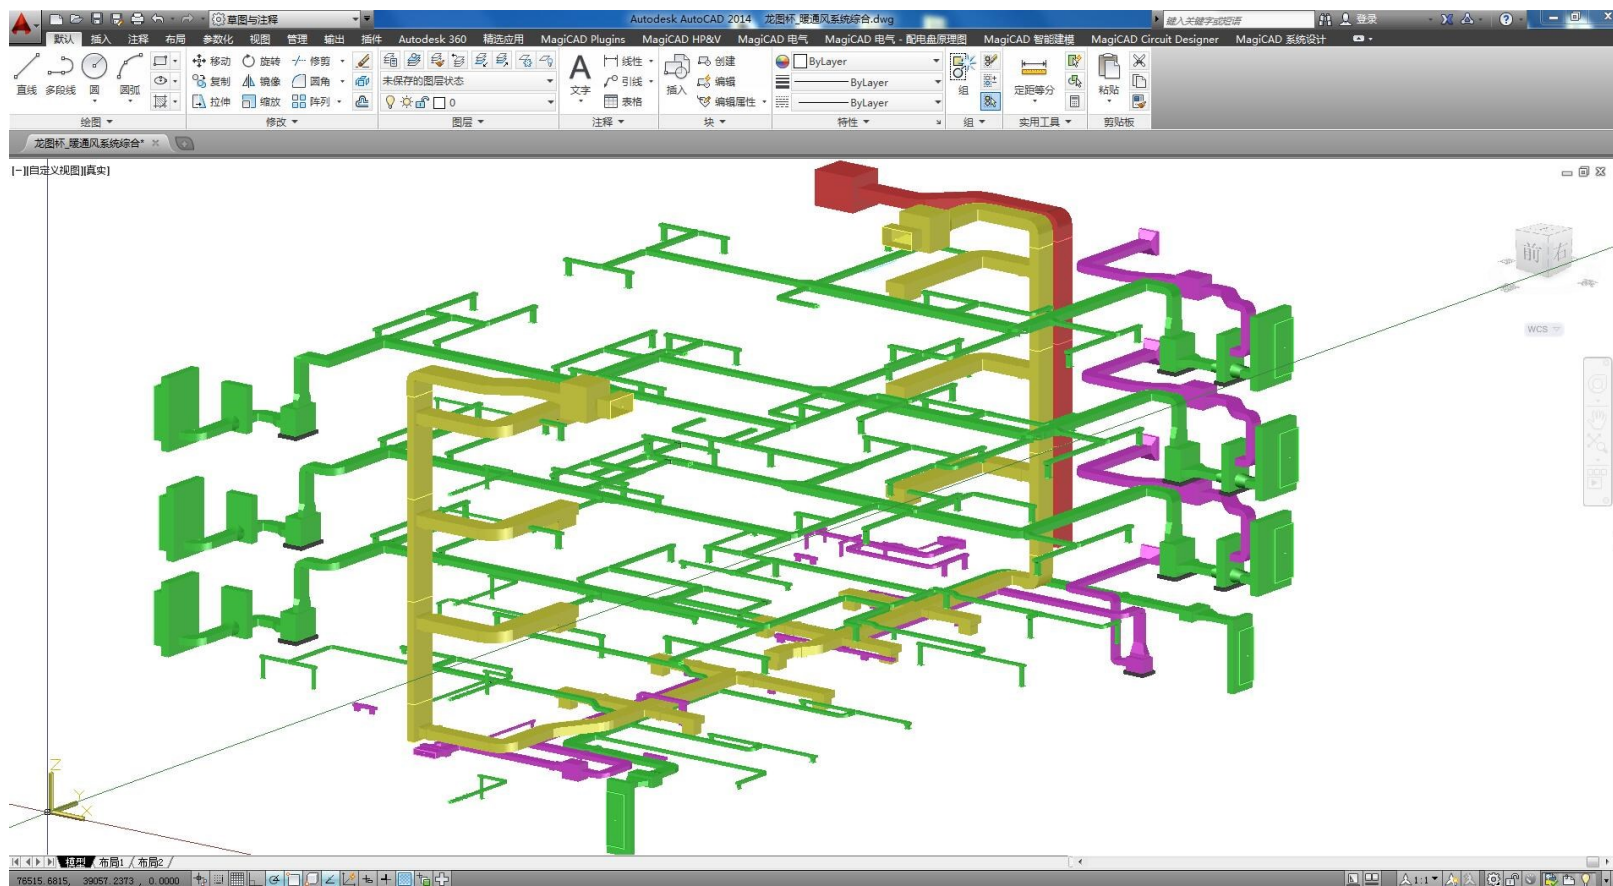 草图与注释
Autodesk AutoCAD 2014 龙图杯_暖通风系统综合.dwg
键入关键字或短语
登录
默认 插入 注释 布局 参数化 视图 管理 输出 插件 Autodesk 360 精选应用 MagiCAD Plugins MagiCAD HP&V MagiCAD 电气 MagiCAD 电气 - 配电盘原理图 MagiCAD 智能建模 MagiCAD Circuit Designer MagiCAD 系统设计
移动 旋转 修剪 线性 创建 ByLayer
复制 镜像 圆角 未保存的图层状态 引线 编辑 ByLayer
直线 多段线 圆 圆弧 文字 插入 组 定距等分 粘贴
拉伸 缩放 阵列 0 表格 编辑属性 ByLayer
绘图 修改 图层 注释 块 特性 组 实用工具 剪贴板
龙图杯_暖通风系统综合*
[-][自定义视图][真实]
前 右
WCS
Z
Y
X
模型 布局1 布局2
76515.6815, 39057.2373, 0.0000
1:1